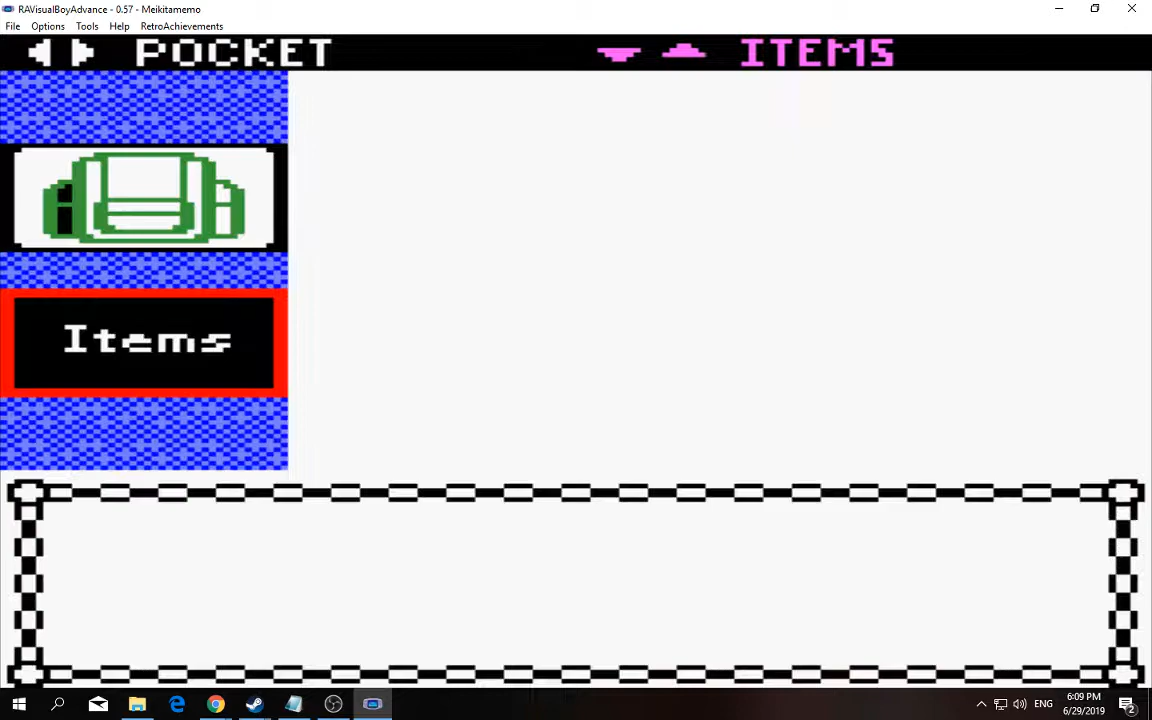 RAVisualBoyAdvance - 0.57 - Meikitamemo
File Options Tools Help RetroAchievements
POCKET ITEMS
Items
ENG
6:09 PM
6/29/2019
2